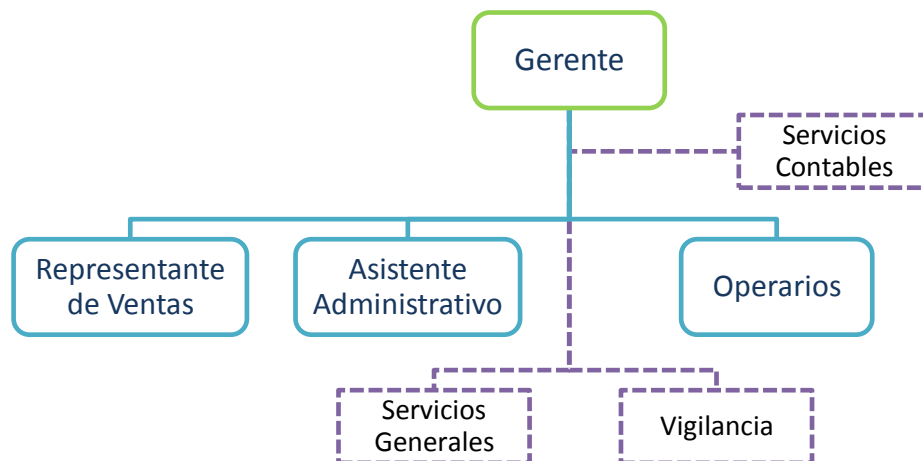 Gerente
Servicios
Contables
Representante
de Ventas
Asistente
Administrativo
Operarios
Servicios
Generales
Vigilancia